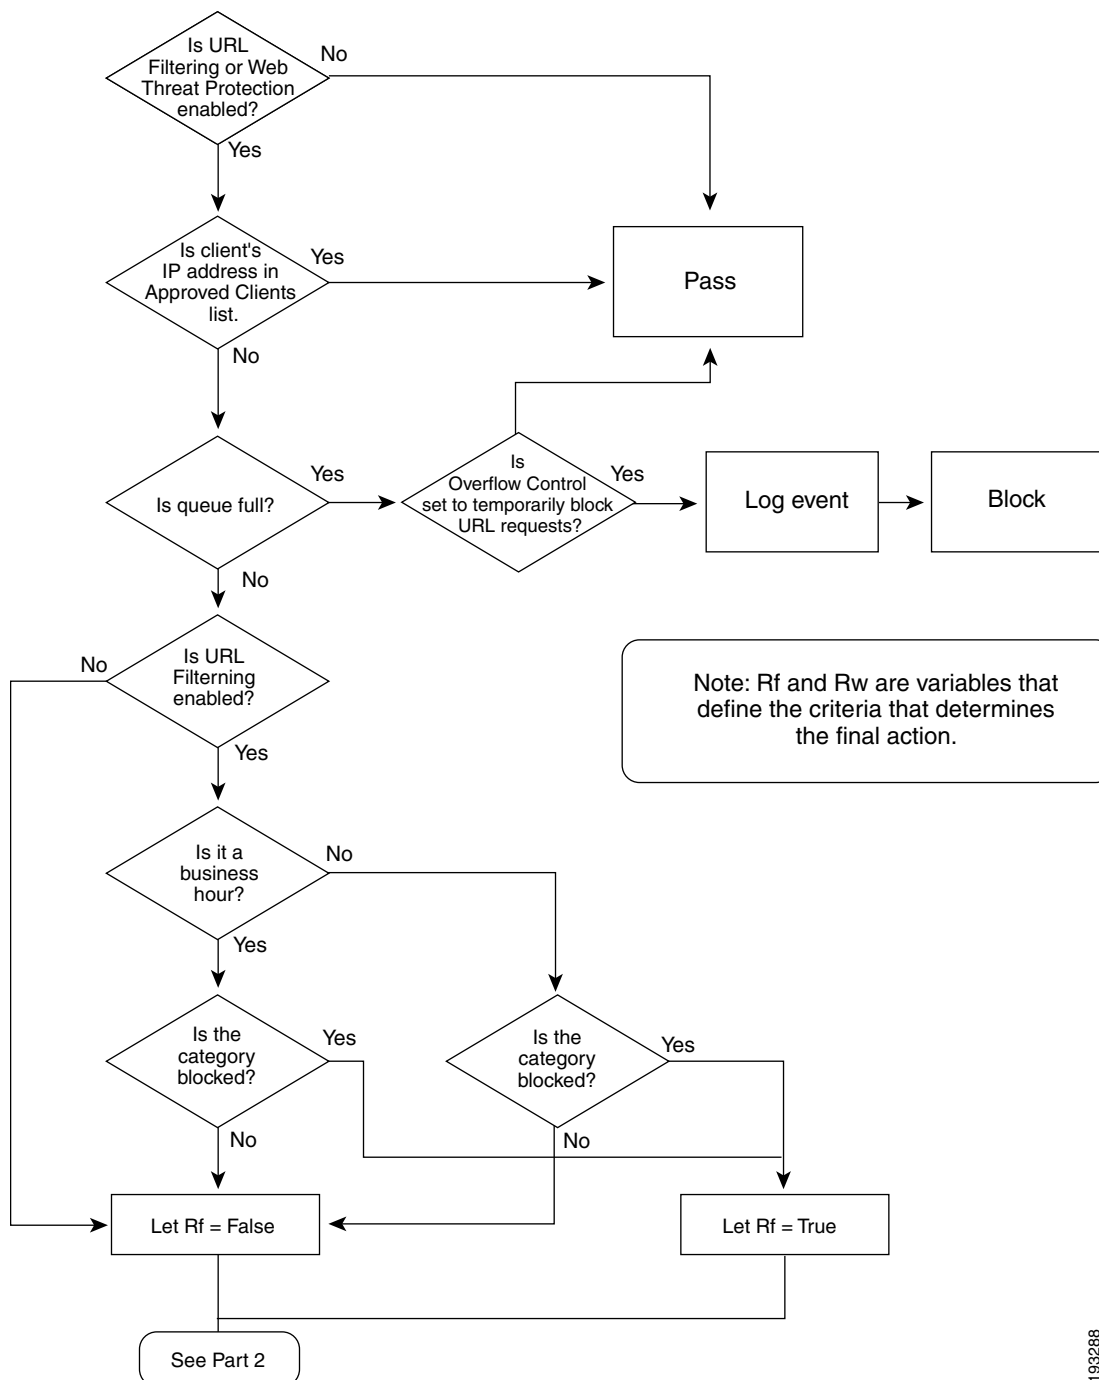 Is URL
Filtering or Web
Threat Protection
enabled?
No
Yes
Is client's
IP address in
Approved Clients
list.
Yes
No
Pass
Is queue full?
Yes
No
Is
Overflow Control
set to temporarily block
URL requests?
Yes
Log event
Block
Is URL
Filterning
enabled?
No
Yes
Note: Rf and Rw are variables that
define the criteria that determines
the final action.
Is it a
business
hour?
No
Yes
Is the
category
blocked?
Yes
No
Is the
category
blocked?
Yes
No
Let Rf = False
Let Rf = True
See Part 2
193288